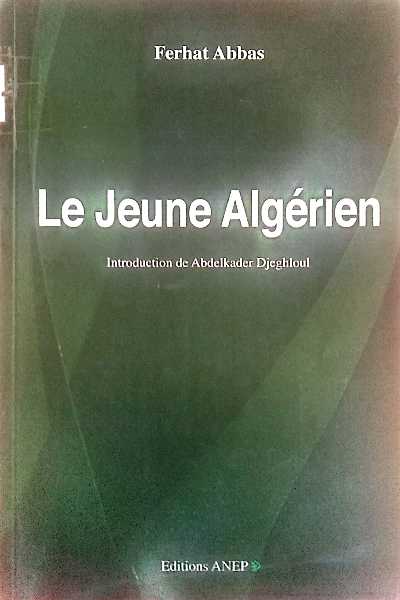 Ferhat Abbas
Le Jeune Algérien
Introduction de Abdelkader Djeghloul
Editions ANEP